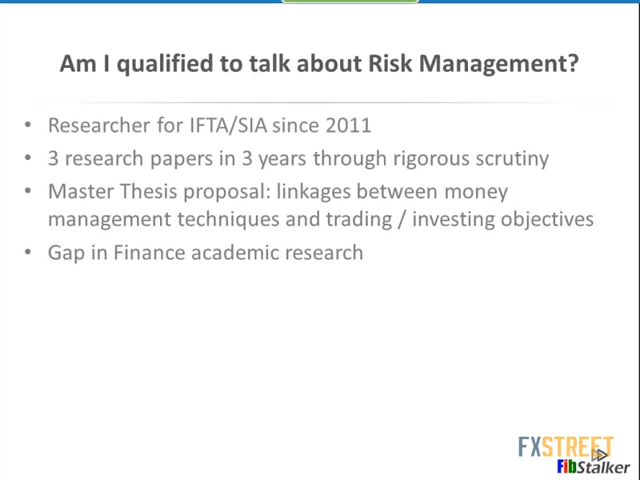 Am I qualified to talk about Risk Management?
• Researcher for IFTA/SIA since 2011
• 3 research papers in 3 years through rigorous scrutiny
• Master Thesis proposal: linkages between money
management techniques and trading / investing objectives
• Gap in Finance academic research
FXSTREET
FibStalker